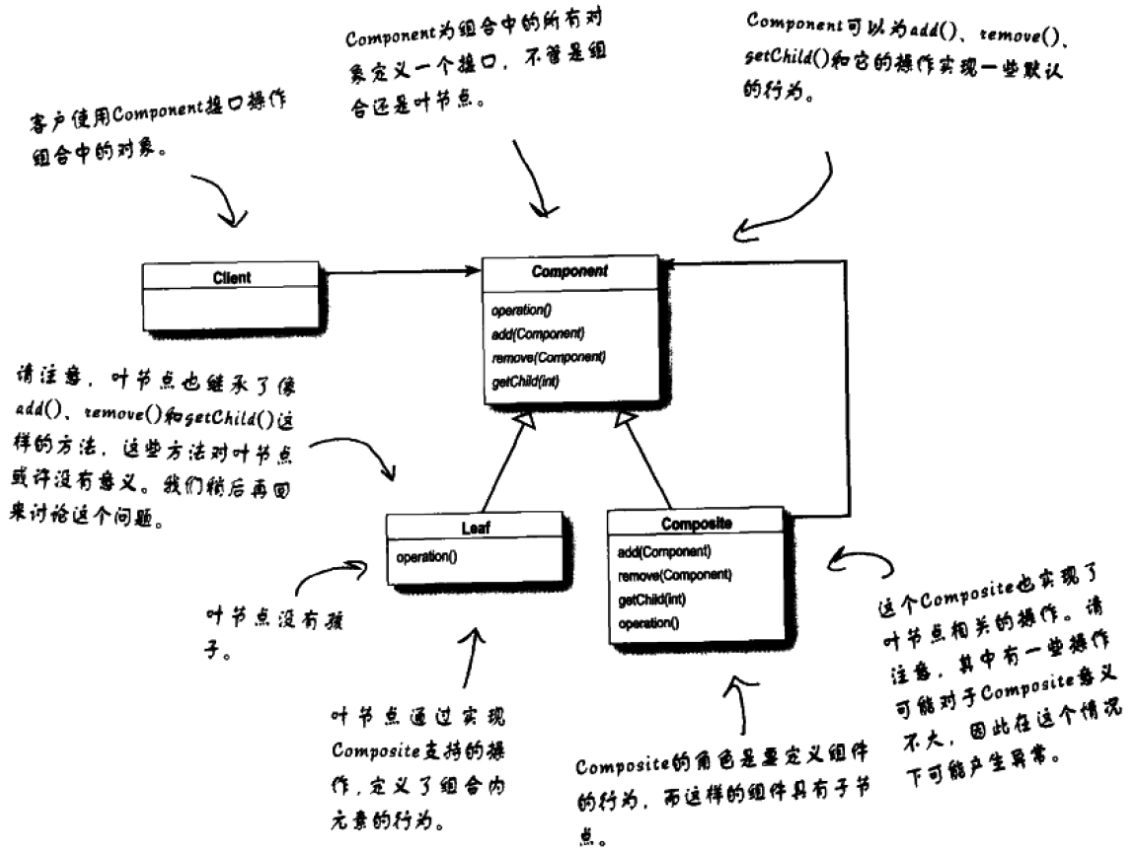 Component为组合中的所有对
象定义一个接口，不管是组
合还是叶节点。
Component可以为add()、remove()、
getChild()和它的操作实现一些默认
的行为。
客户使用Component接口操作
组合中的对象。
Client
Component
operation()
add(Component)
remove(Component)
getChild(int)
请注意，叶节点也继承了像
add()、remove()和getChild()这
样的方法，这些方法对叶节点
或许没有意义。我们稍后再回
来讨论这个问题。
Leaf
operation()
Composite
add(Component)
remove(Component)
getChild(int)
operation()
叶节点没有孩
子。
这个Composite也实现了
叶节点相关的操作。请
注意，其中有一些操作
可能对于Composite意义
不大，因此在这个情况
下可能产生异常。
叶节点通过实现
Composite支持的操
作，定义了组合内
元素的行为。
Composite的角色是要定义组件
的行为，而这样的组件具有子节
点。